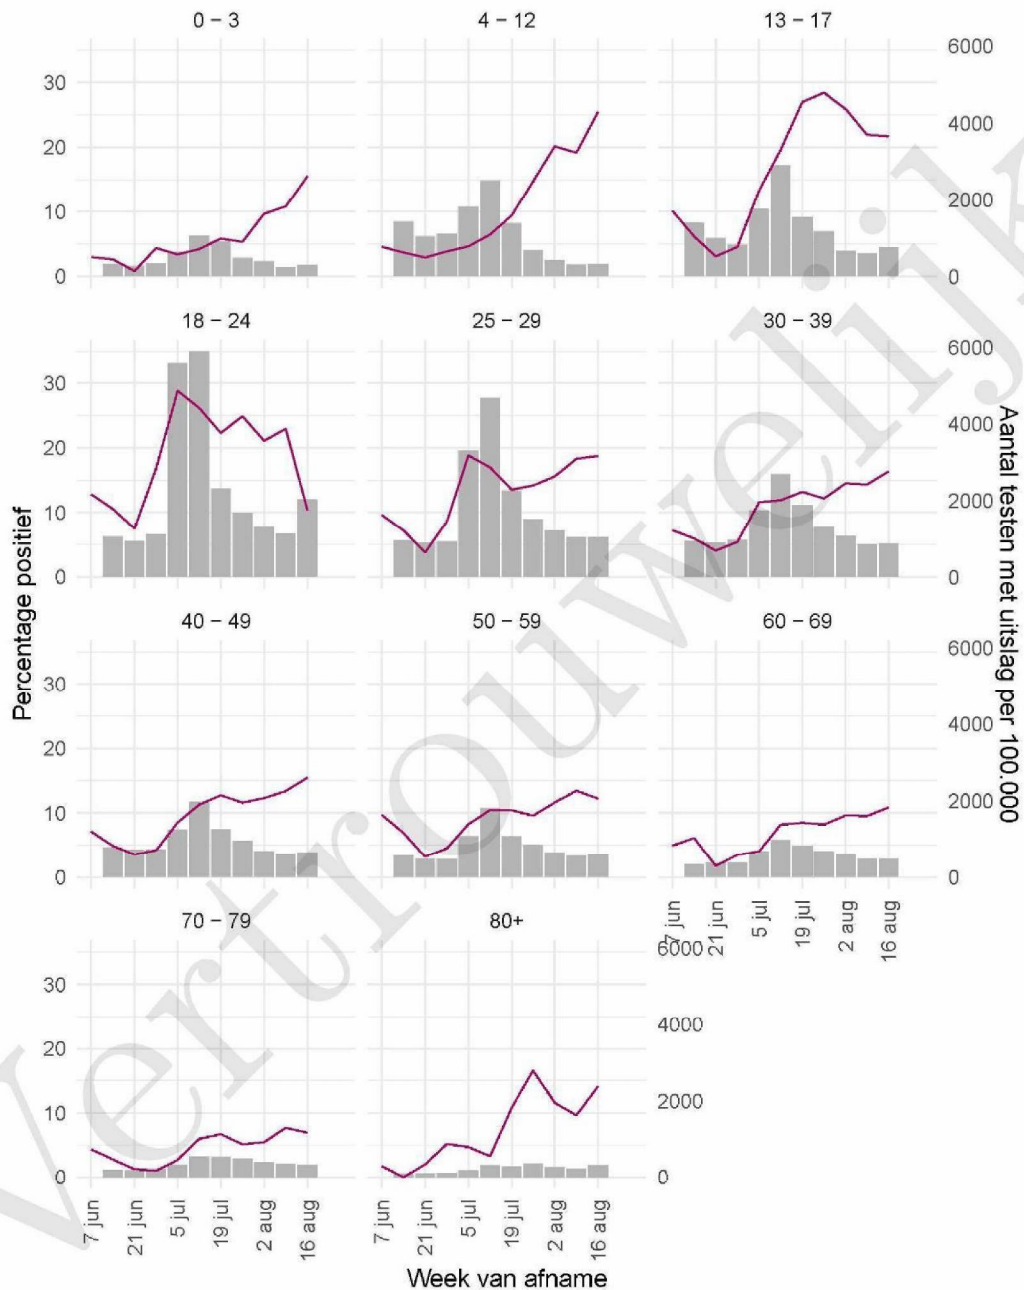 0 – 3
4 – 12
13 – 17
30
20
10
0
6000
4000
2000
0
18 – 24
25 – 29
30 – 39
30
20
10
0
6000
4000
2000
0
40 – 49
50 – 59
60 – 69
30
20
10
0
6000
4000
2000
0
7 jun
21 jun
5 jul
19 jul
2 aug
16 aug
70 – 79
80+
30
20
10
0
6000
4000
2000
0
7 jun
21 jun
5 jul
19 jul
2 aug
16 aug
7 jun
21 jun
5 jul
19 jul
2 aug
16 aug
Percentage positief
Aantal testen met uitslag per 100.000
Week van afname
Vertrouwelijk